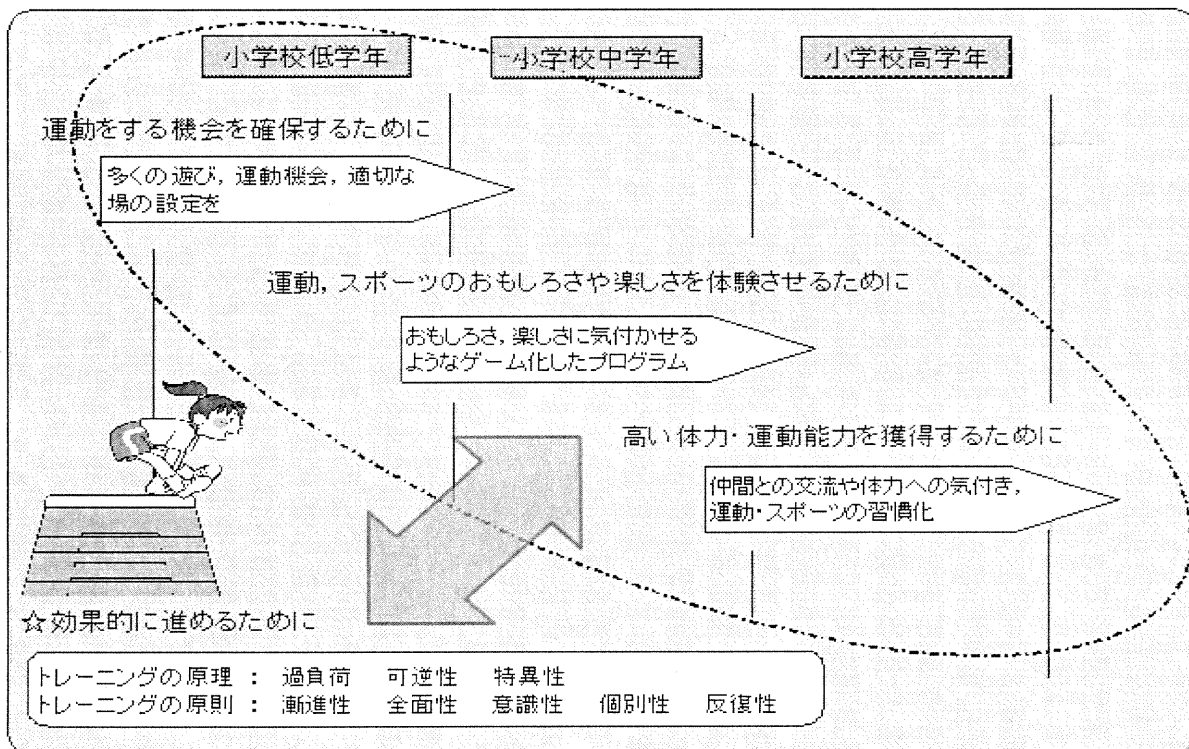 小学校低学年
小学校中学年
小学校高学年
運動をする機会を確保するために
多くの遊び，運動機会，適切な
場の設定を
運動，スポーツのおもしろさや楽しさを体験させるために
おもしろさ，楽しさに気付かせる
ようなゲーム化したプログラム
高い体力・運動能力を獲得するために
仲間との交流や体力への気付き，
運動・スポーツの習慣化
☆効果的に進めるために
トレーニングの原理 ： 過負荷 可逆性 特異性
トレーニングの原則 ： 漸進性 全面性 意識性 個別性 反復性